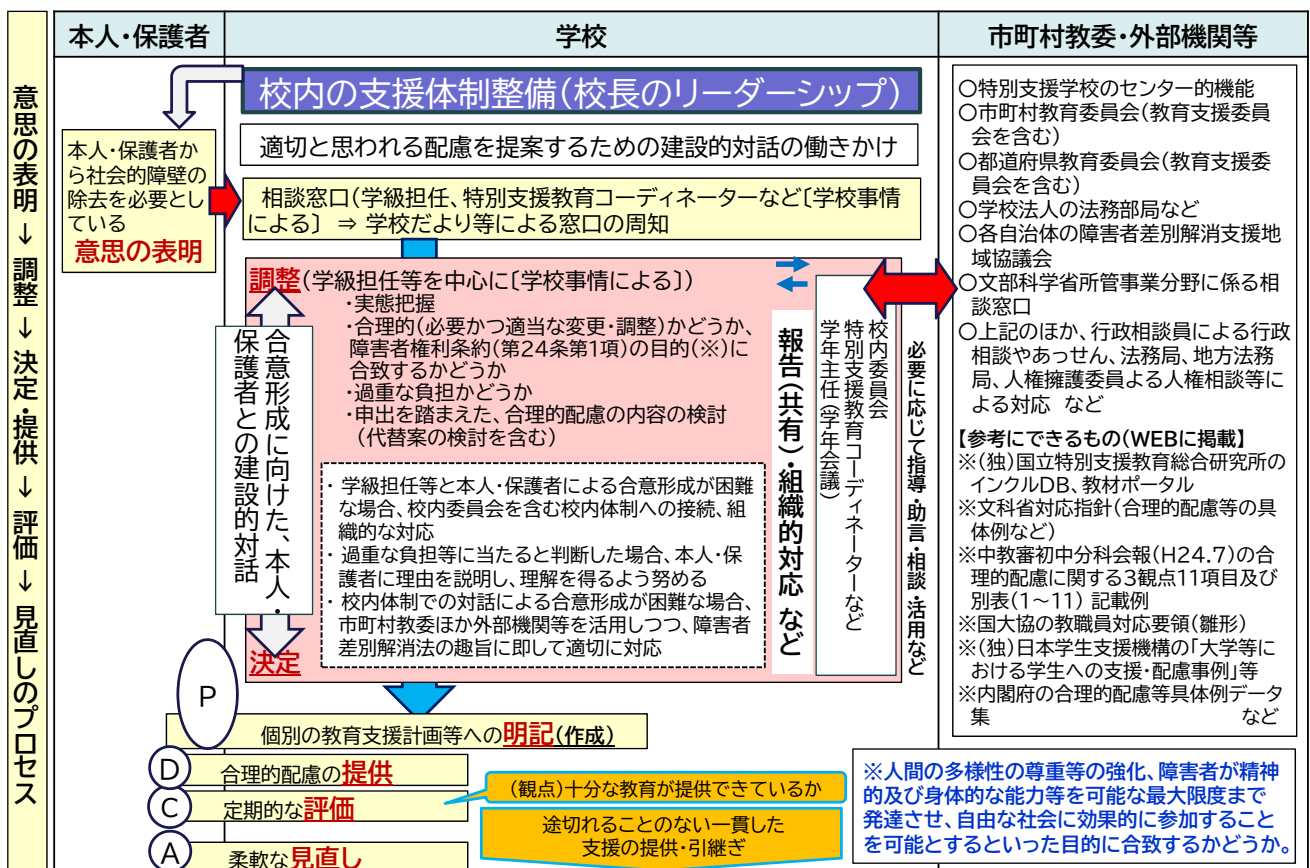 意思の表明→調整→決定・提供→評価→見直しのプロセス
本人・保護者
学校
市町村教委・外部機関等
校内の支援体制整備(校長のリーダーシップ)
適切と思われる配慮を提案するための建設的対話の働きかけ
本人・保護者か
ら社会的障壁の
除去を必要とし
ている
意思の表明
相談窓口(学級担任、特別支援教育コーディネーターなど〔学校事情
による〕 ⇒ 学校だより等による窓口の周知
調整(学級担任等を中心に〔学校事情による〕)
・実態把握
・合理的(必要かつ適当な変更・調整)かどうか、
障害者権利条約(第24条第1項)の目的(※)に
合致するかどうか
・過重な負担かどうか
・申出を踏まえた、合理的配慮の内容の検討
(代替案の検討を含む)
合意形成に向けた、本人・
保護者との建設的対話
・ 学級担任等と本人・保護者による合意形成が困難
な場合、校内委員会を含む校内体制への接続、組
織的な対応
・ 過重な負担等に当たると判断した場合、本人・保
護者に理由を説明し、理解を得るよう努める
・ 校内体制での対話による合意形成が困難な場合、
市町村教委ほか外部機関等を活用しつつ、障害者
差別解消法の趣旨に即して適切に対応
決定
報告(共有)・組織的対応 など
校内委員会
特別支援教育コーディネーターなど
学年主任(学年会議)
必要に応じて指導・助言・相談・活用など
P
個別の教育支援計画等への明記(作成)
D
合理的配慮の提供
C
定期的な評価
(観点)十分な教育が提供できているか
A
柔軟な見直し
途切れることのない一貫した
支援の提供・引継ぎ
○特別支援学校のセンター的機能
○市町村教育委員会(教育支援委員
会を含む)
○都道府県教育委員会(教育支援委
員会を含む)
○学校法人の法務部局など
○各自治体の障害者差別解消支援地
域協議会
○文部科学省所管事業分野に係る相
談窓口
○上記のほか、行政相談員による行政
相談やあっせん、法務局、地方法務
局、人権擁護委員よる人権相談等に
よる対応 など
【参考にできるもの(WEBに掲載】
※(独)国立特別支援教育総合研究所の
インクルDB、教材ポータル
※文科省対応指針(合理的配慮等の具
体例など)
※中教審初中分科会報(H24.7)の合
理的配慮に関する3観点11項目及び
別表(1~11) 記載例
※国大協の教職員対応要領(雛形)
※(独)日本学生支援機構の「大学等に
おける学生への支援・配慮事例」等
※内閣府の合理的配慮等具体例データ
集 など
※人間の多様性の尊重等の強化、障害者が精神
的及び身体的な能力等を可能な最大限度まで
発達させ、自由な社会に効果的に参加すること
を可能とするといった目的に合致するかどうか。